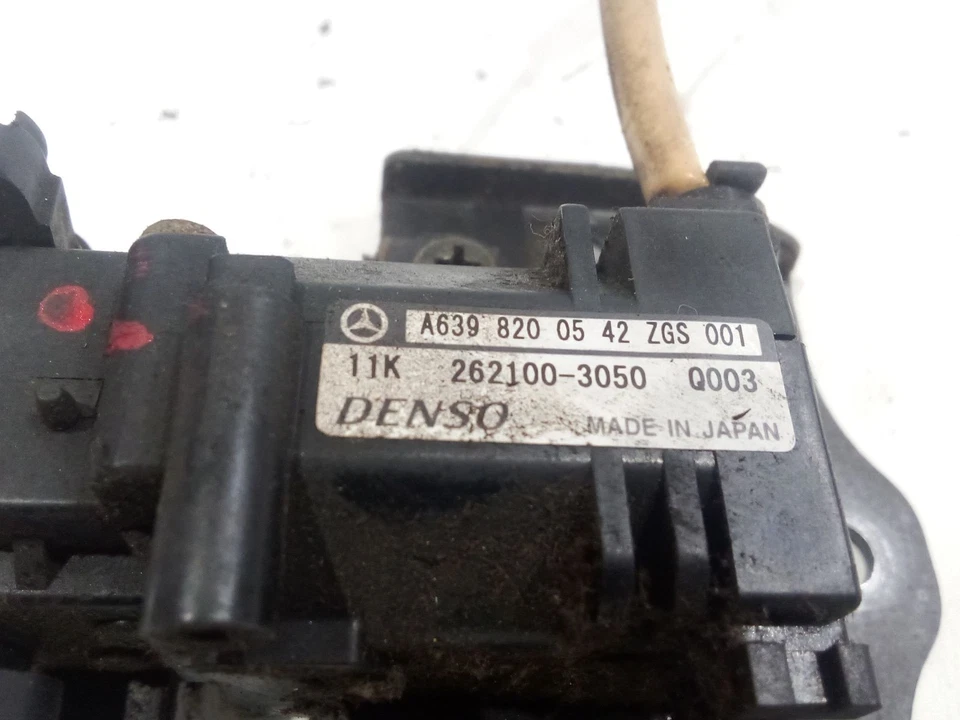 A639 820 05 42 ZGS 001
11K 262100-3050 Q003
DENSO MADE IN JAPAN